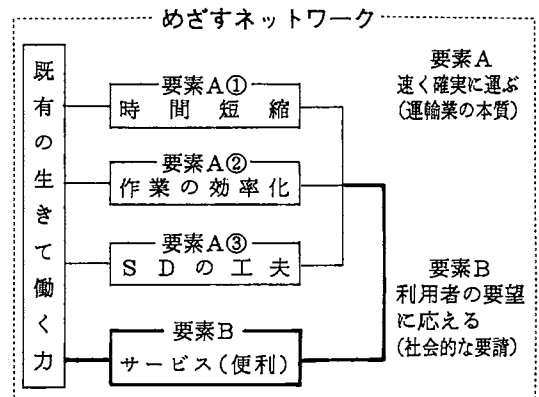 めざすネットワーク
既有の生きて働く力
要素A①
時間短縮
要素A②
作業の効率化
要素A③
SDの工夫
要素B
サービス(便利)
要素A
速く確実に運ぶ
(運輸業の本質)
要素B
利用者の要望
に応える
(社会的な要請)